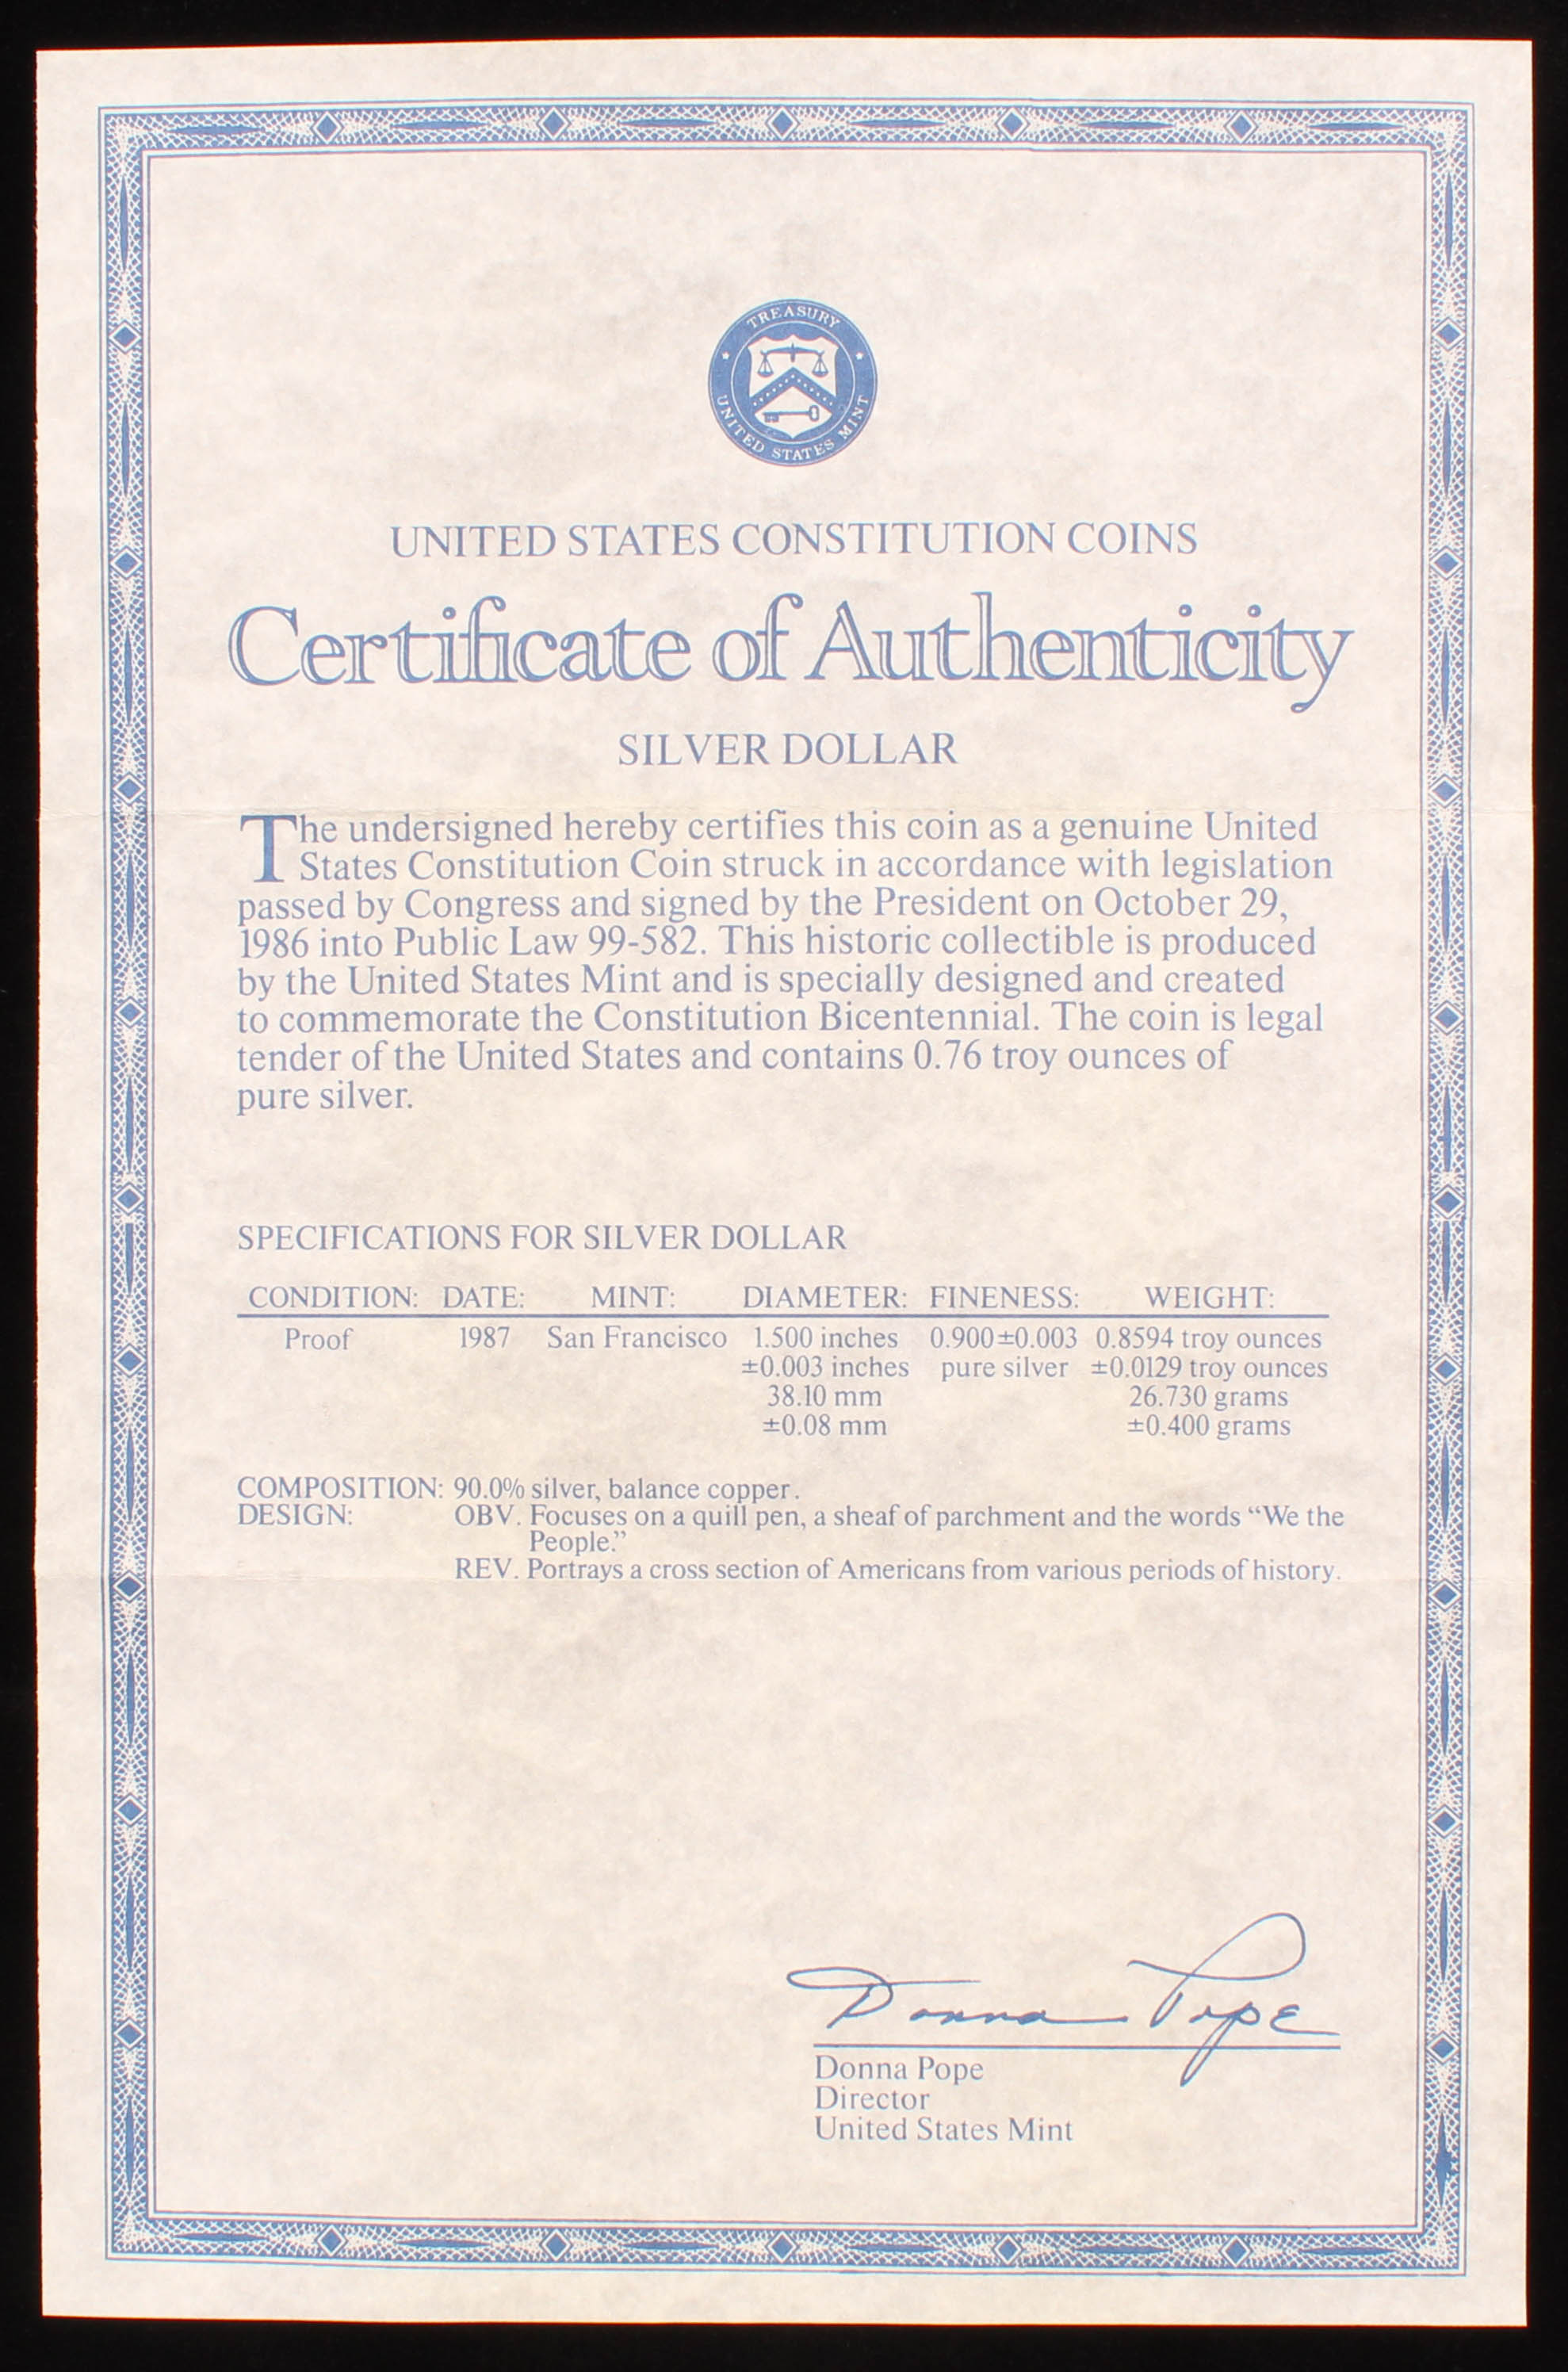 TREASURY
UNITED STATES MINT
UNITED STATES CONSTITUTION COINS
Certificate of Authenticity
SILVER DOLLAR
The undersigned hereby certifies this coin as a genuine United
States Constitution Coin struck in accordance with legislation
passed by Congress and signed by the President on October 29,
1986 into Public Law 99-582. This historic collectible is produced
by the United States Mint and is specially designed and created
to commemorate the Constitution Bicentennial. The coin is legal
tender of the United States and contains 0.76 troy ounces of
pure silver.
SPECIFICATIONS FOR SILVER DOLLAR
CONDITION: DATE: MINT: DIAMETER: FINENESS: WEIGHT:
Proof 1987 San Francisco 1.500 inches 0.900±0.003 0.8594 troy ounces
±0.003 inches pure silver ±0.0129 troy ounces
38.10 mm 26.730 grams
±0.08 mm ±0.400 grams
COMPOSITION: 90.0% silver, balance copper.
DESIGN: OBV. Focuses on a quill pen, a sheaf of parchment and the words “We the
People.”
REV. Portrays a cross section of Americans from various periods of history.
Donna Pope
Donna Pope
Director
United States Mint